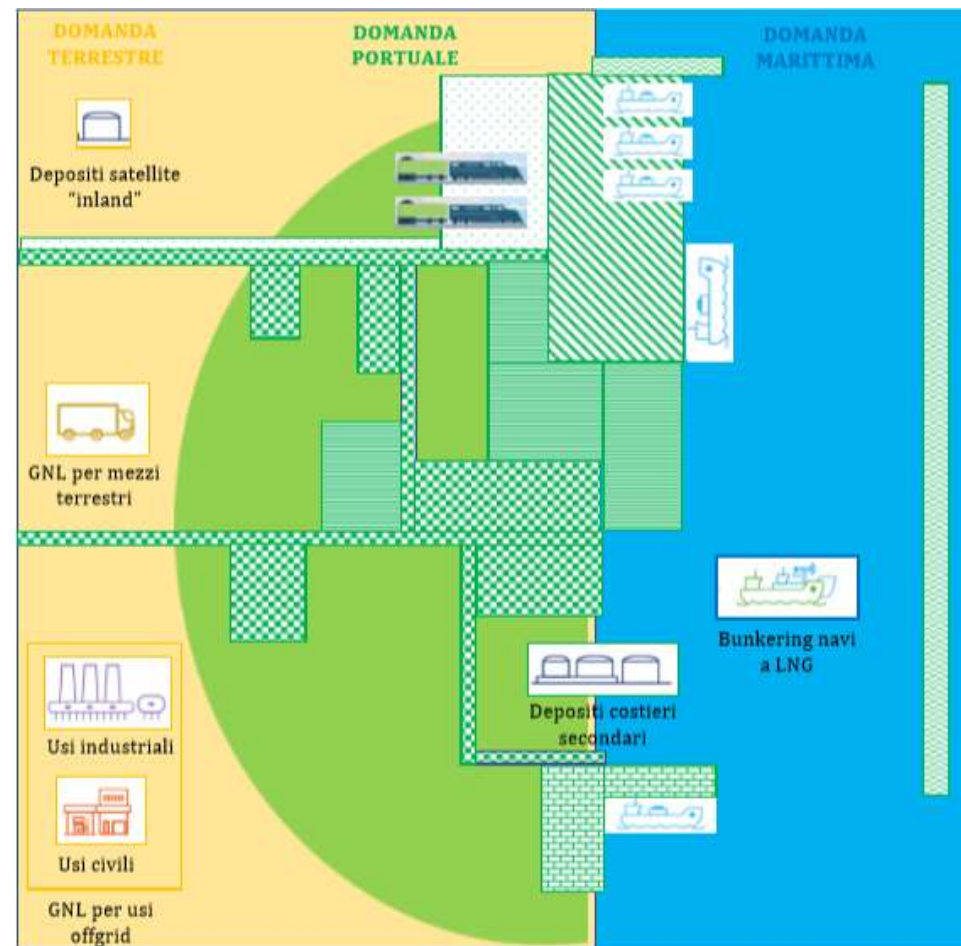 DOMANDA
TERRESTRE
DOMANDA
PORTUALE
DOMANDA
MARITTIMA
Depositi satellite
"inland"
GNL per mezzi
terrestri
Bunkering navi
a LNG
Depositi costieri
secondari
Usi industriali
Usi civili
GNL per usi
offgrid